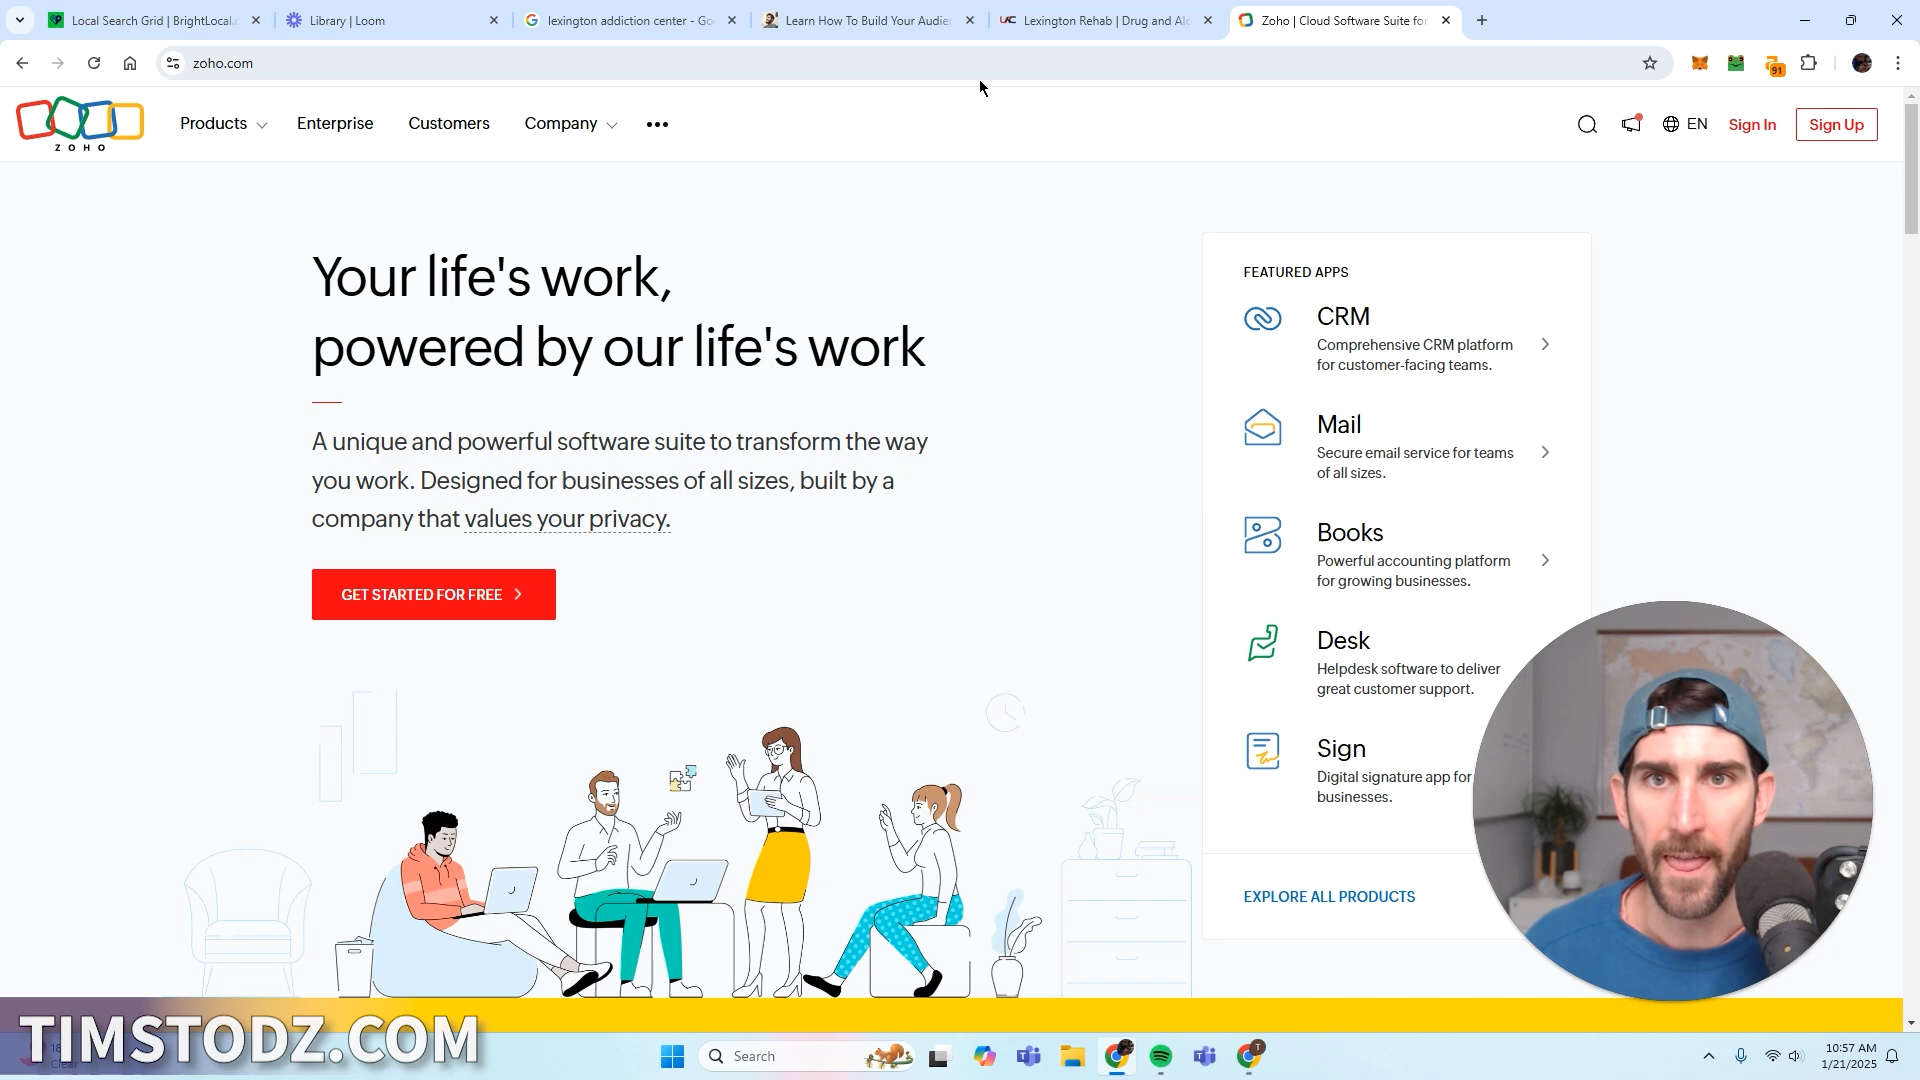 Local Search Grid | BrightLocal.
Library | Loom
lexington addiction center - Go
Learn How To Build Your Audie
Lexington Rehab | Drug and Alc
Zoho | Cloud Software Suite for
zoho.com
91
ZOHO
Products
Enterprise
Customers
Company
EN
Sign In
Sign Up
Your life's work,
powered by our life's work
A unique and powerful software suite to transform the way
you work. Designed for businesses of all sizes, built by a
company that values your privacy.
GET STARTED FOR FREE
FEATURED APPS
CRM
Comprehensive CRM platform
for customer-facing teams.
Mail
Secure email service for teams
of all sizes.
Books
Powerful accounting platform
for growing businesses.
Desk
Helpdesk software to deliver
great customer support.
Sign
Digital signature app for
businesses.
EXPLORE ALL PRODUCTS
TIMSTODZ.COM
Clear
Search
T
10:57 AM
1/21/2025